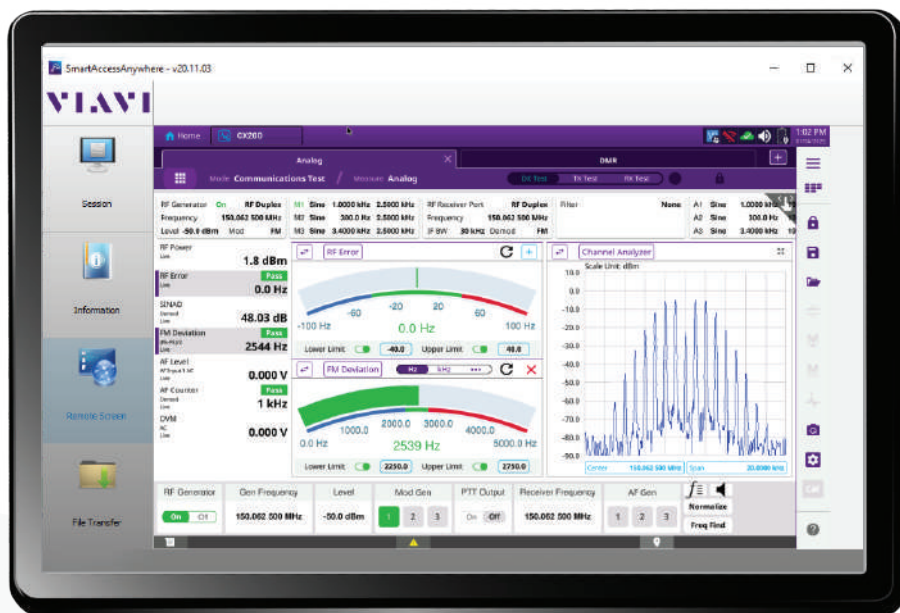 SmartAccessAnywhere - v20.11.03
VIAVI
Session
Information
Remote Screen
File Transfer
Home
CX200
1:02 PM
Analog
DMR
Mode Communications Test / Measure Analog
DX Test TX Test RX Test
RF Generator On RF Duplex
Frequency 150.062 500 MHz
Level -50.0 dBm Mod FM
M1 Sine 1.0000 kHz 2.5000 kHz
M2 Sine 300.0 Hz 2.5000 kHz
M3 Sine 3.4000 kHz 2.5000 kHz
RF Receiver Port RF Duplex
Frequency 150.062 500 MHz
IF BW 30 kHz Demod FM
Filter None
A1 Sine 1.0000 kHz
A2 Sine 300.0 Hz
A3 Sine 3.4000 kHz 10
RF Power
Live
1.8 dBm
RF Error Pass
Live
0.0 Hz
SINAD
Demod
Live
48.03 dB
FM Deviation Pass
Live
2544 Hz
AF Level
Live
0.000 V
AF Counter Pass
Demod
Live
1 kHz
DVM
AC
Live
0.000 V
RF Error
-100 Hz -60 -20 20 60 100 Hz
0.0 Hz
Lower Limit -40.0 Upper Limit 40.0
FM Deviation Hz kHz
0.0 Hz 1000.0 2000.0 3000.0 4000.0 5000.0 Hz
2539 Hz
Lower Limit 2250.0 Upper Limit 2750.0
Channel Analyzer
Scale Unit: dBm
10.0
0.0
-10.0
-20.0
-30.0
-40.0
-50.0
-60.0
-70.0
-80.0
-90.0
Center 150.062 500 MHz Span 20.0000 kHz
RF Generator Gen Frequency Level Mod Gen PTT Output Receiver Frequency AF Gen
On Off 150.062 500 MHz -50.0 dBm 1 2 3 On Off 150.062 500 MHz 1 2 3
Normalize
Freq Find